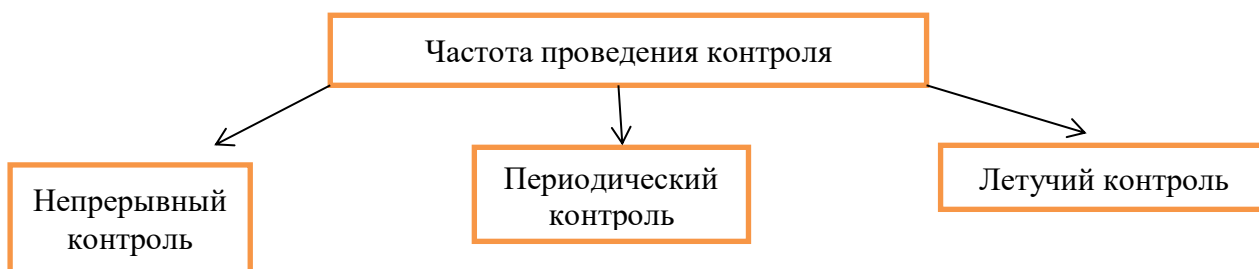 Частота проведения контроля
Непрерывный
контроль
Периодический
контроль
Летучий контроль